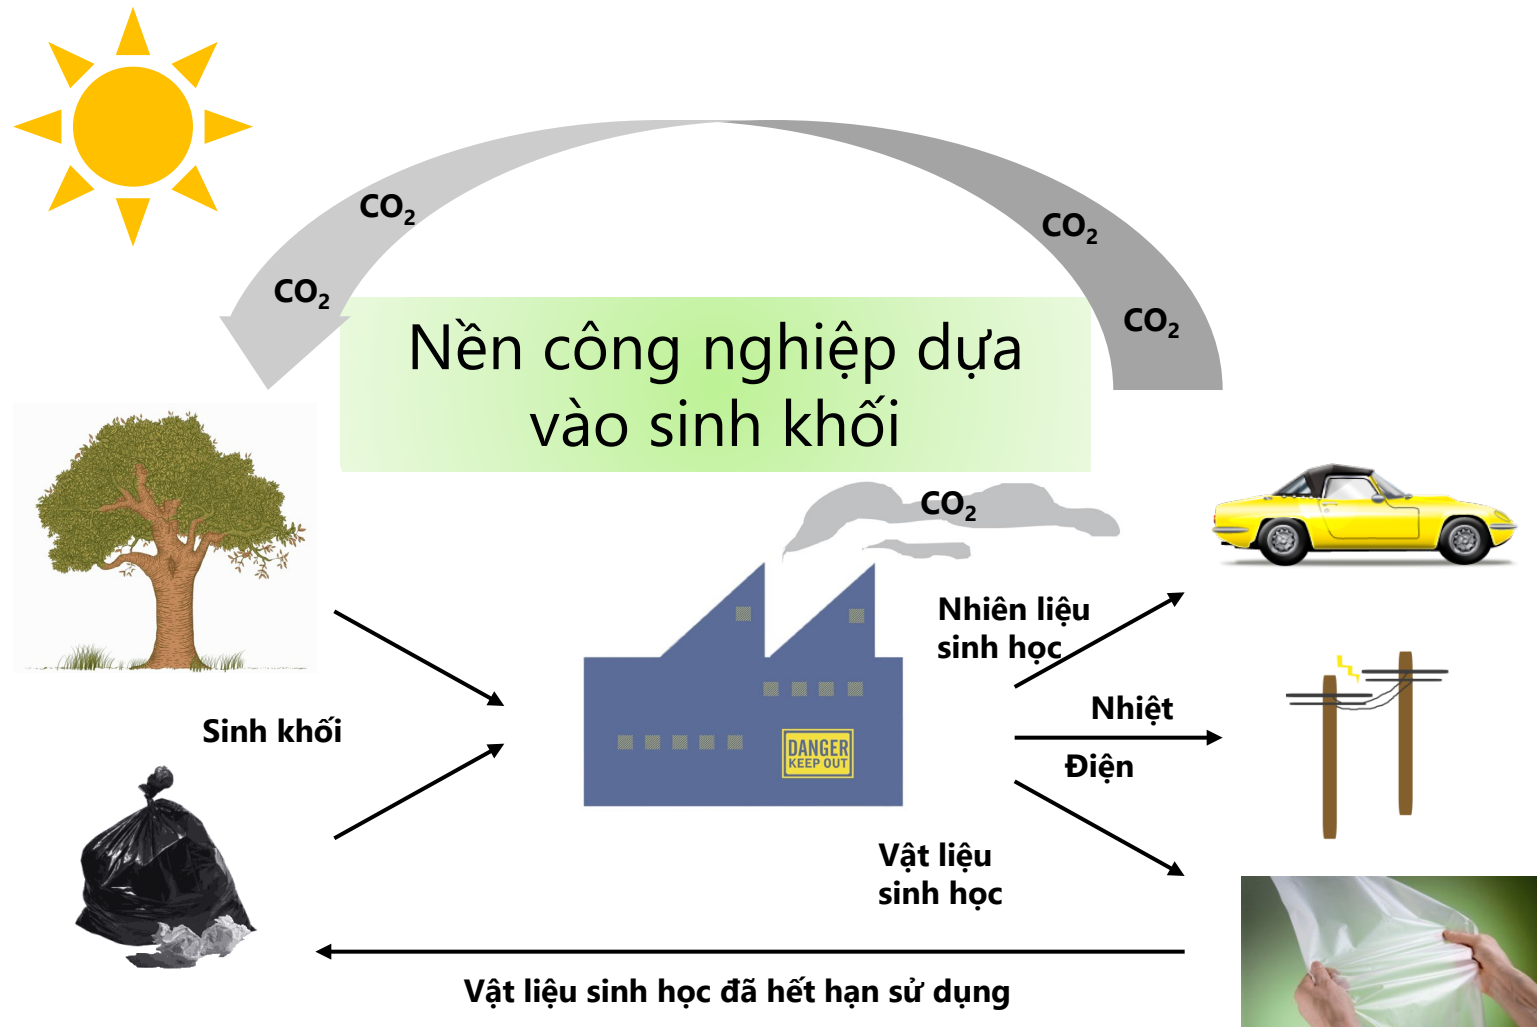 CO₂
CO₂
CO₂
CO₂
Nền công nghiệp dựa
vào sinh khối
CO₂
Nhiên liệu
sinh học
Nhiệt
Sinh khối
DANGER
KEEP OUT
Điện
Vật liệu
sinh học
Vật liệu sinh học đã hết hạn sử dụng